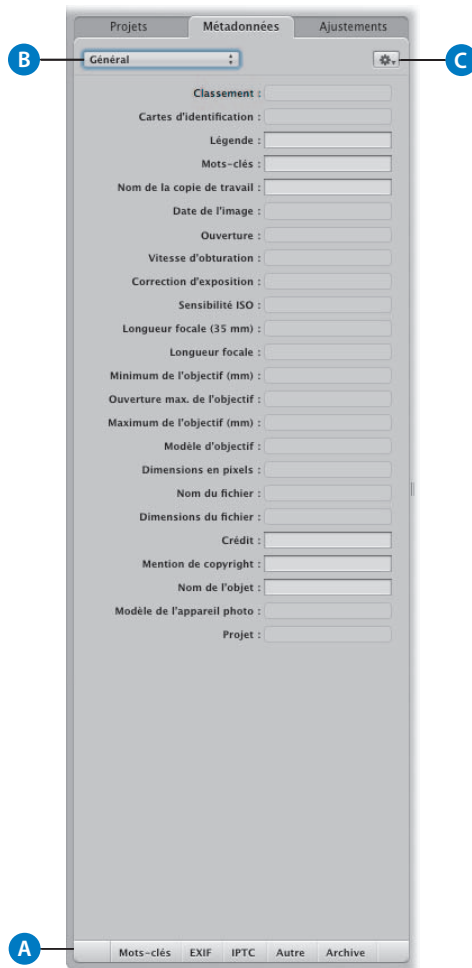 Projets Métadonnées Ajustements
B Général C
Classement :
Cartes d'identification :
Légende :
Mots-clés :
Nom de la copie de travail :
Date de l'image :
Ouverture :
Vitesse d'obturation :
Correction d'exposition :
Sensibilité ISO :
Longueur focale (35 mm) :
Longueur focale :
Minimum de l'objectif (mm) :
Ouverture max. de l'objectif :
Maximum de l'objectif (mm) :
Modèle d'objectif :
Dimensions en pixels :
Nom du fichier :
Dimensions du fichier :
Crédit :
Mention de copyright :
Nom de l'objet :
Modèle de l'appareil photo :
Projet :
A Mots-clés EXIF IPTC Autre Archive